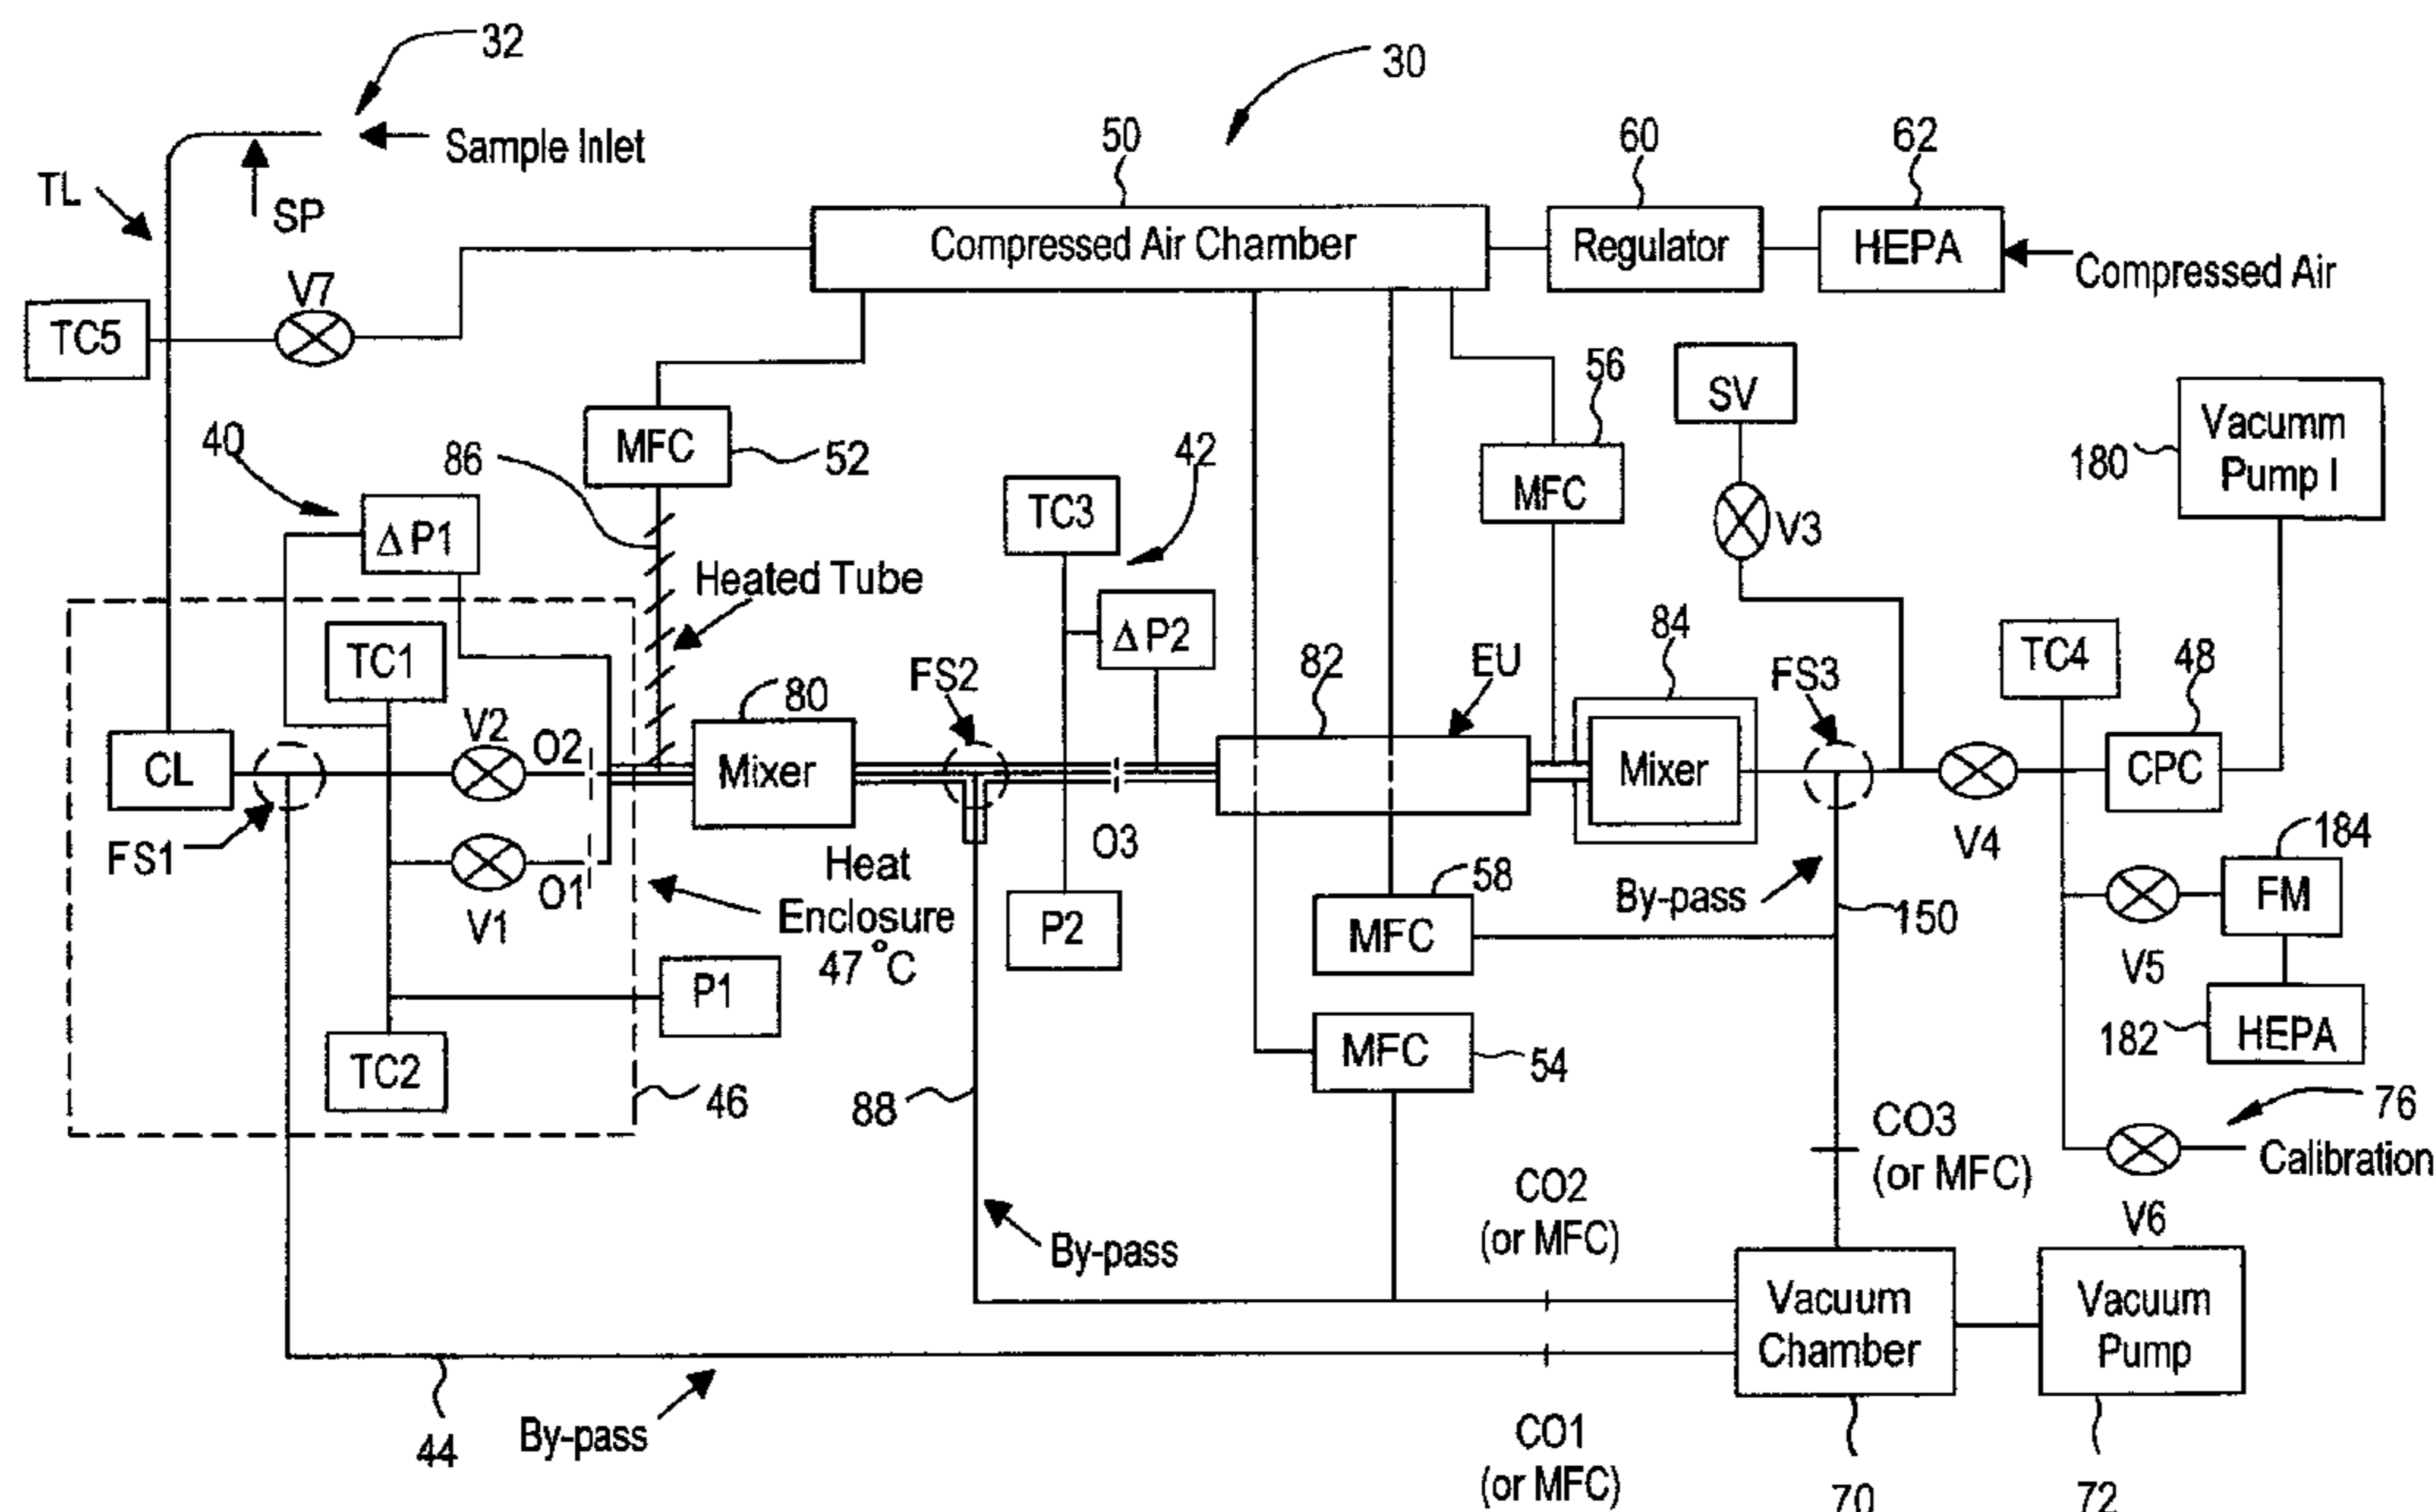 32
30
Sample Inlet
50
60
62
TL
SP
Compressed Air Chamber
Regulator
HEPA
Compressed Air
V7
TC5
56
SV
40
86
MFC
52
42
Vacumm
Pump I
180
TC3
MFC
V3
Δ P1
Heated Tube
Δ P2
84
TC1
FS2
82
EU
FS3
TC4
48
80
V2
O2
CL
Mixer
Mixer
CPC
FS1
O1
V1
Heat
Enclosure
47 °C
O3
V4
184
58
By-pass
150
FM
P2
MFC
V5
P1
TC2
MFC
54
182
HEPA
46
88
76
CO3
(or MFC)
Calibration
CO2
(or MFC)
V6
By-pass
Vacuum
Chamber
Vacuum
Pump
44
By-pass
CO1
(or MFC)
70
72